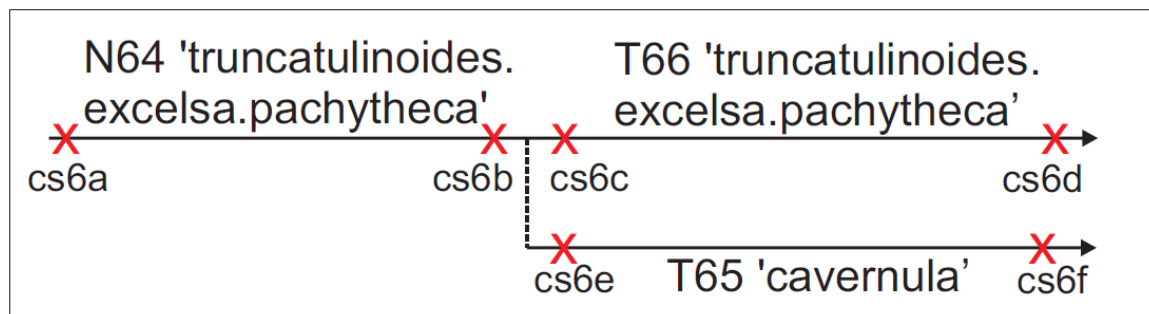 N64 'truncatulinoides.
excelsa.pachytheca'
T66 'truncatulinoides.
excelsa.pachytheca’
cs6a
cs6b
cs6c
cs6d
cs6e
T65 'cavernula’
cs6f